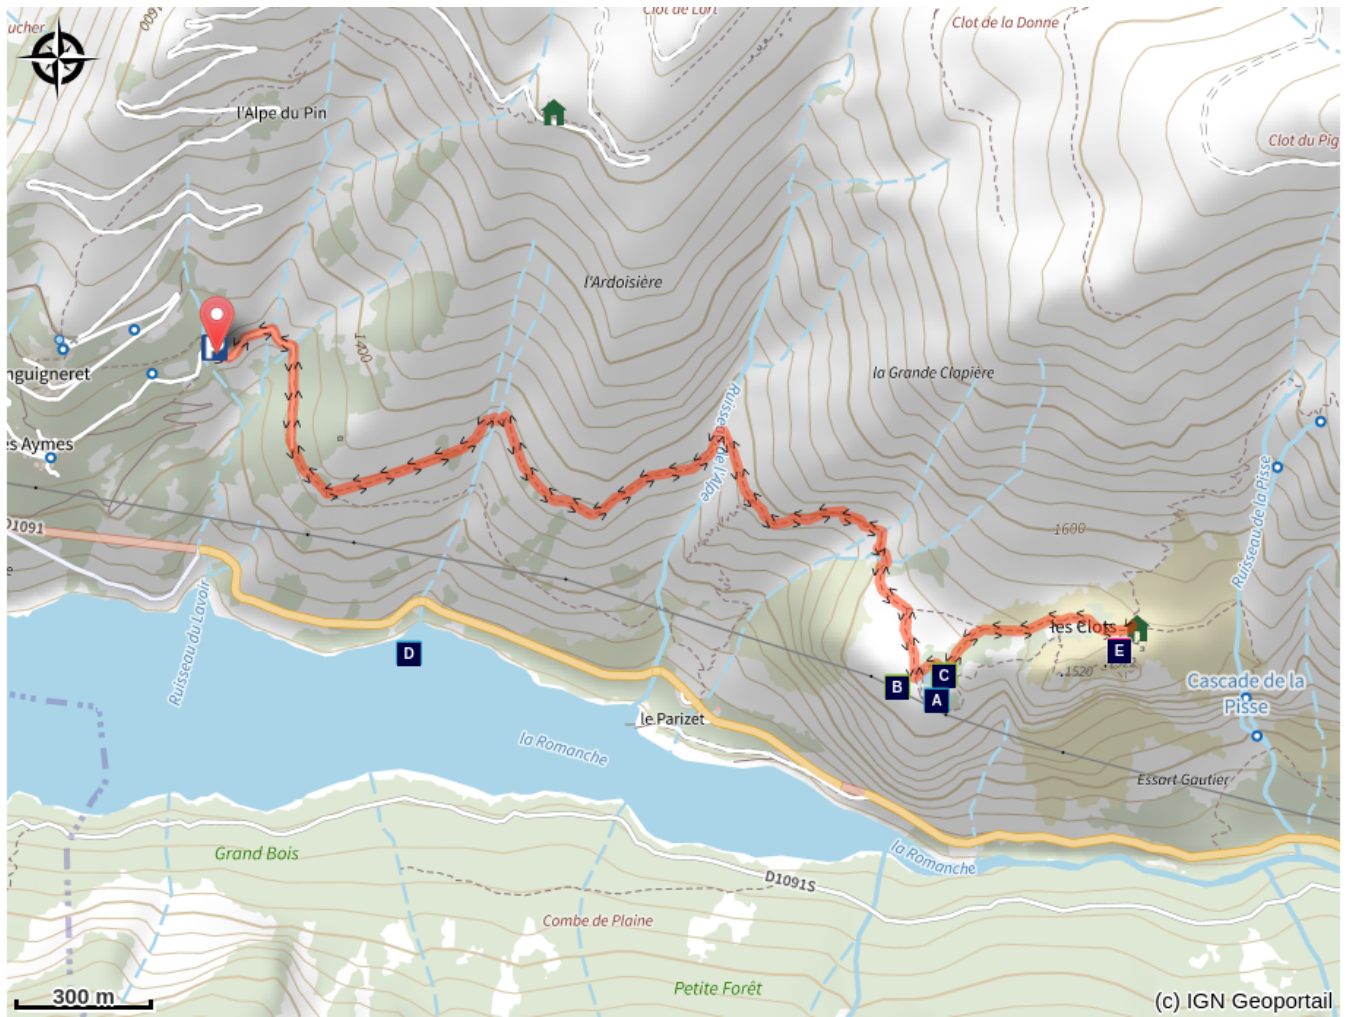 Clot de Lort
Clot de la Donne
ucher
1600
l'Alpe du Pin
Clot du Pig
l'Ardoisière
1400
la Grande Clapière
nguigneret
Ruisseau de l'Alpe
s Aymes
D1091
1600
Ruisseau de la Pisse
Ruisseau du Lavoir
les Clots
E
D
C
B
A
1520
1522
Cascade de la
Pisse
le Parizet
la Romanche
Essart Gautier
la Romanche
Grand Bois
D1091S
Combe de Plaine
Petite Forêt
300 m
(c) IGN Geoportail